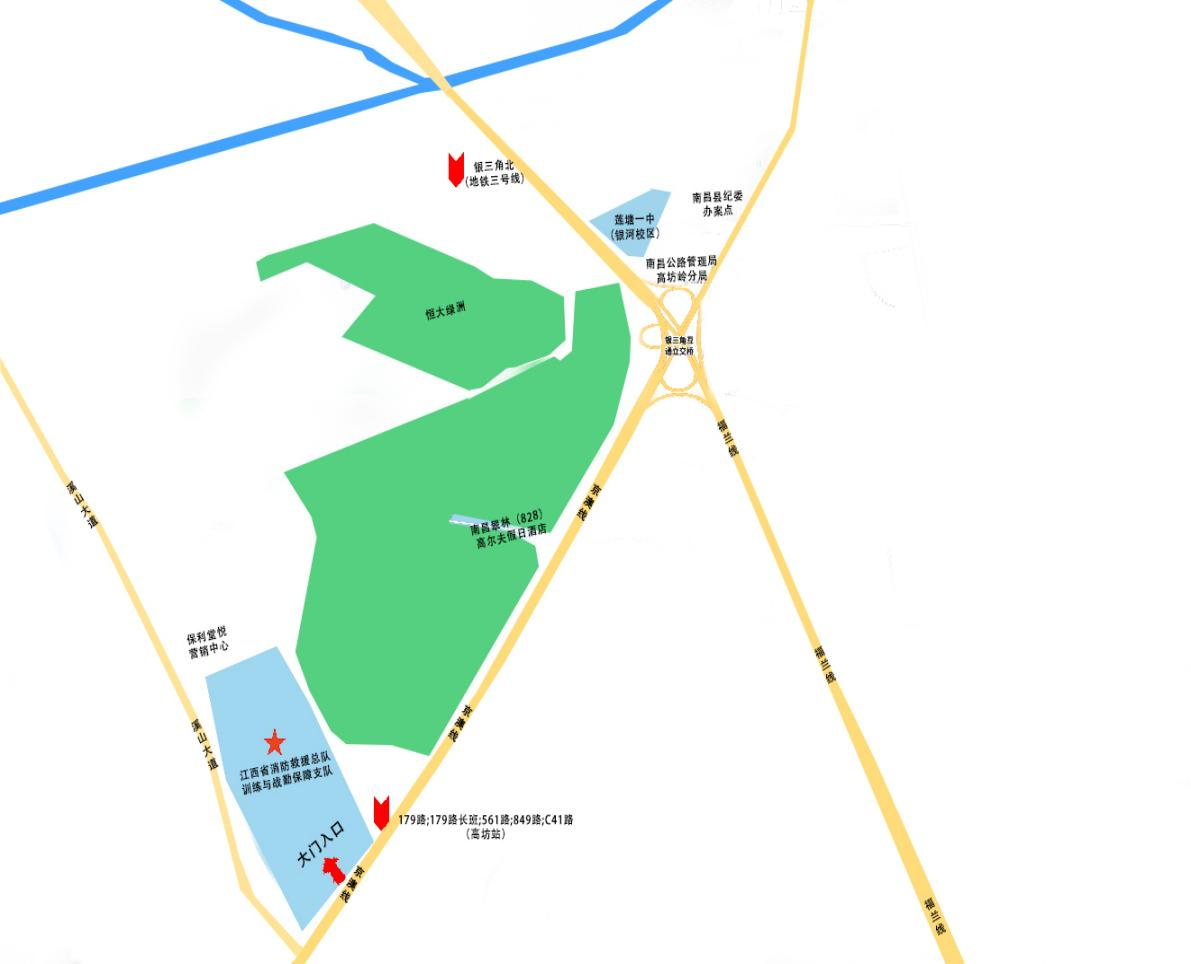 银三角北
(地铁三号线)
南昌县纪委
办案点
莲塘一中
(银河校区)
南昌公路管理局
高坊岭分局
恒大绿洲
银三角互
通立交桥
福兰线
溪山大道
京澳线
南昌翠林（828）
高尔夫假日酒店
保利堂悦
营销中心
福兰线
京澳线
溪山大道
江西省消防救援总队
训练与战勤保障支队
179路;179路长班;561路;849路;C41路
(高坊站)
大门入口
京澳线
福兰线